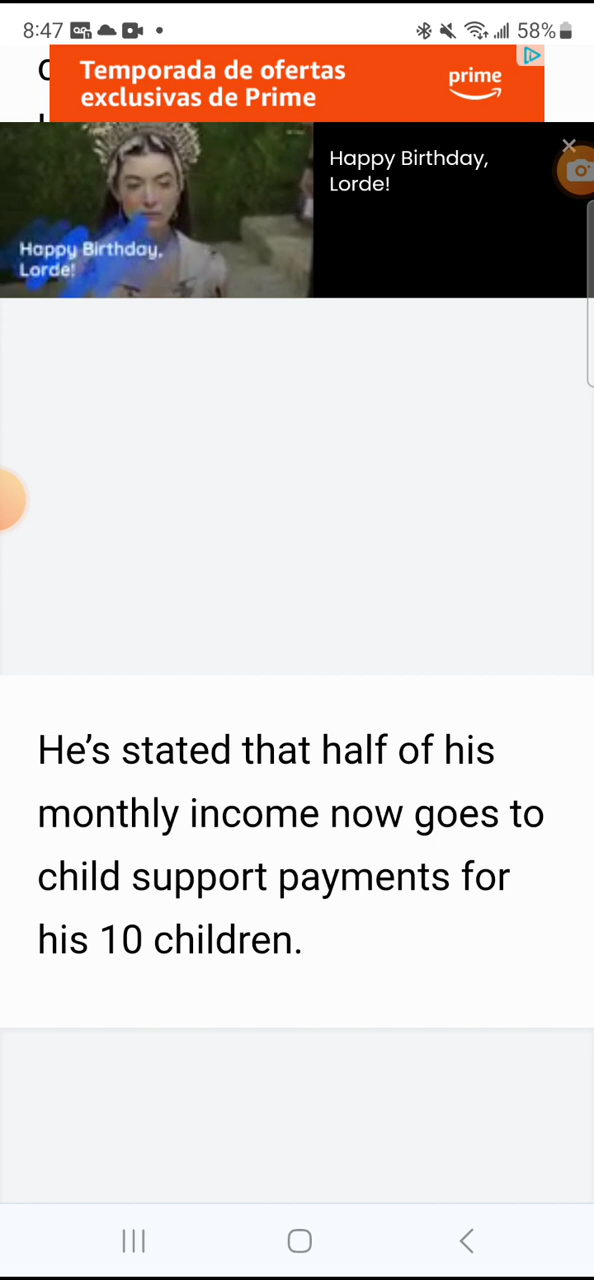 8:47
58%
Temporada de ofertas
exclusivas de Prime
prime
Happy Birthday,
Lorde!
Happy Birthday,
Lorde!
He’s stated that half of his
monthly income now goes to
child support payments for
his 10 children.